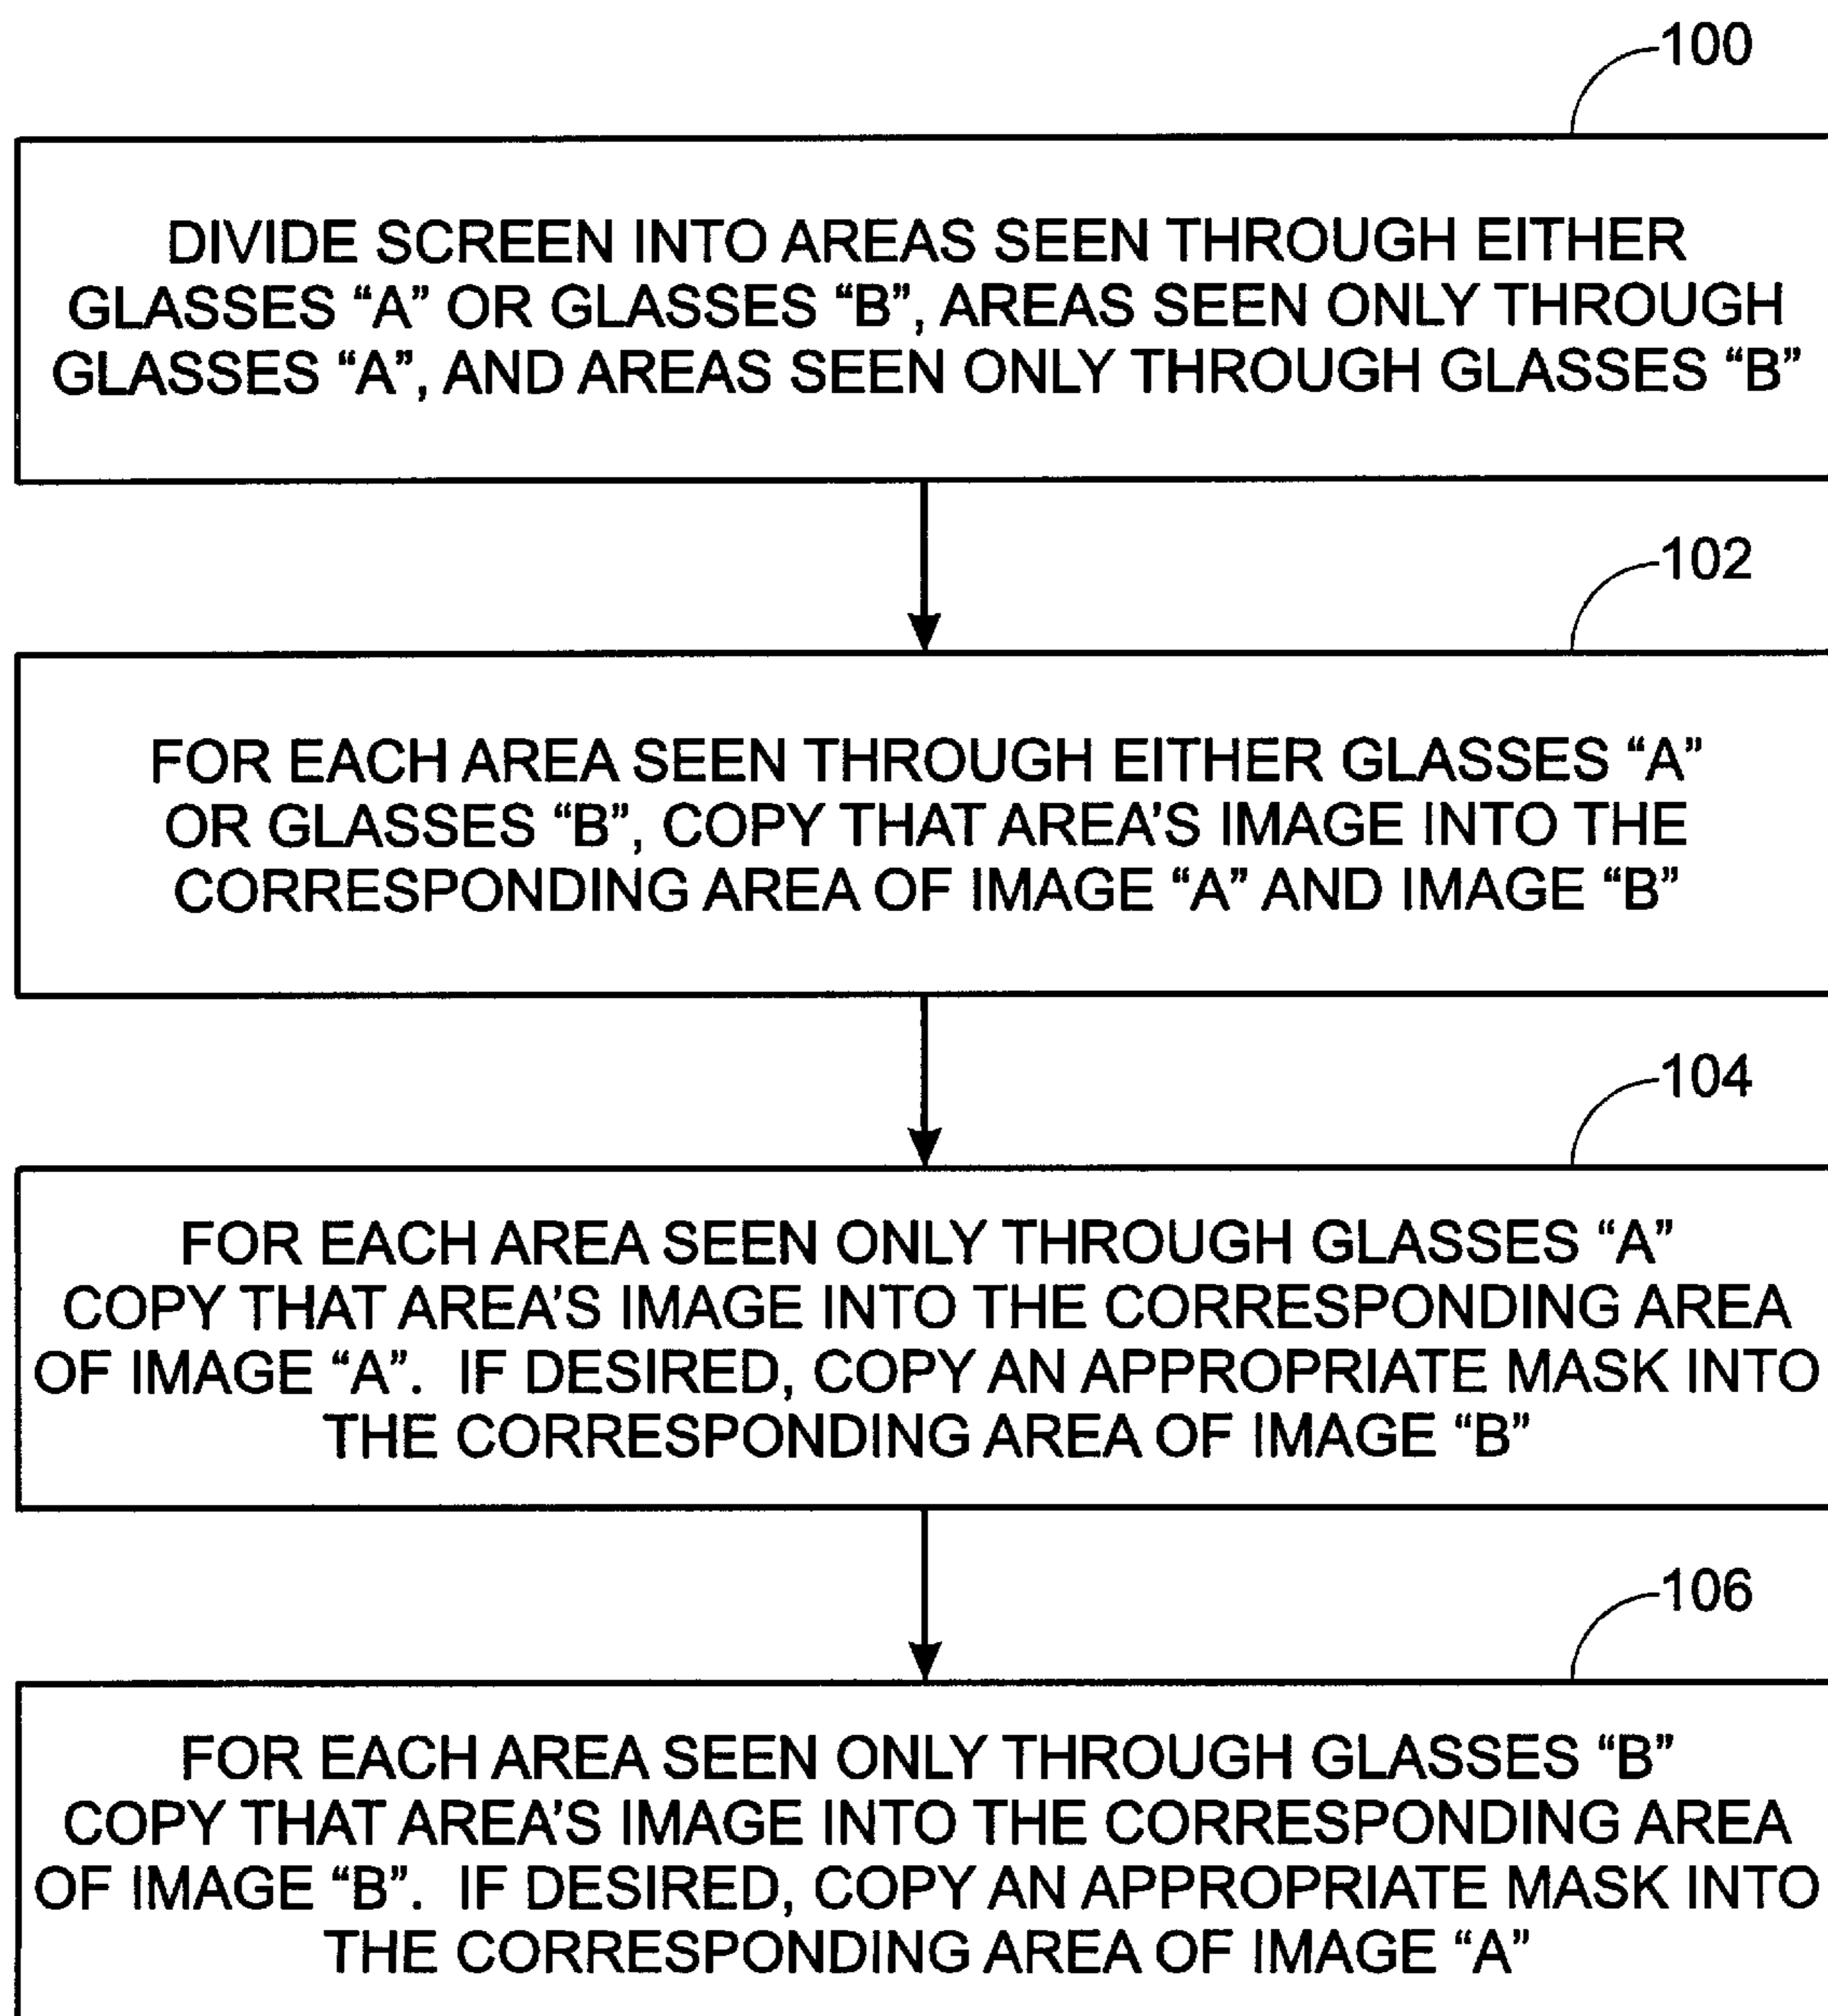 100
DIVIDE SCREEN INTO AREAS SEEN THROUGH EITHER
GLASSES “A” OR GLASSES “B”, AREAS SEEN ONLY THROUGH
GLASSES “A”, AND AREAS SEEN ONLY THROUGH GLASSES “B”
102
FOR EACH AREA SEEN THROUGH EITHER GLASSES “A”
OR GLASSES “B”, COPY THAT AREA’S IMAGE INTO THE
CORRESPONDING AREA OF IMAGE “A” AND IMAGE “B”
104
FOR EACH AREA SEEN ONLY THROUGH GLASSES “A”
COPY THAT AREA’S IMAGE INTO THE CORRESPONDING AREA
OF IMAGE “A”. IF DESIRED, COPY AN APPROPRIATE MASK INTO
THE CORRESPONDING AREA OF IMAGE “B”
106
FOR EACH AREA SEEN ONLY THROUGH GLASSES “B”
COPY THAT AREA’S IMAGE INTO THE CORRESPONDING AREA
OF IMAGE “B”. IF DESIRED, COPY AN APPROPRIATE MASK INTO
THE CORRESPONDING AREA OF IMAGE “A”